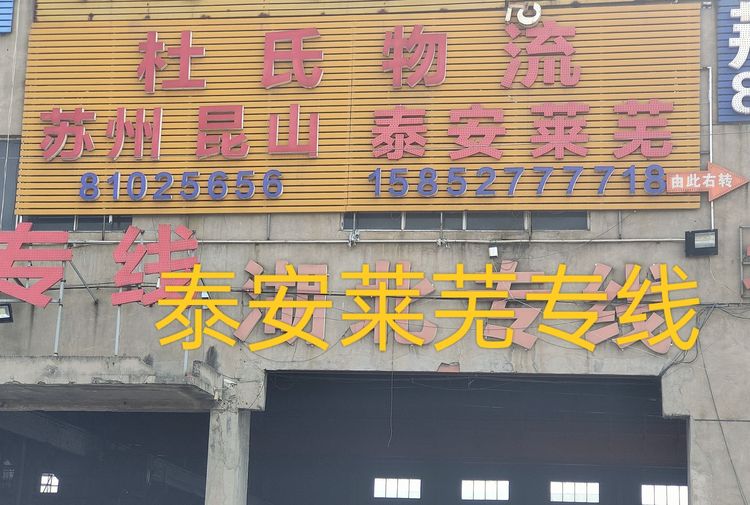 杜氏物流
苏州 昆山 泰安莱芜
81025656 15852777718
由此右转
专线
泰安莱芜专线